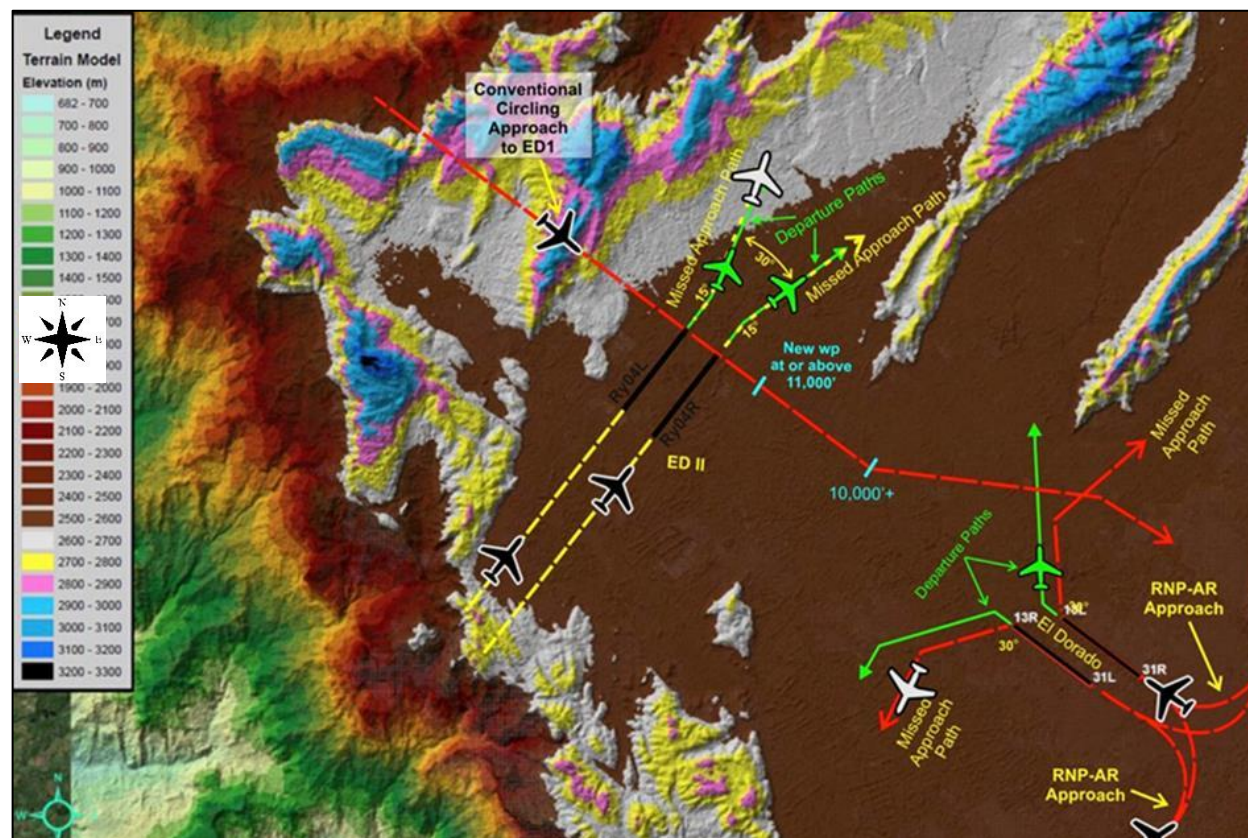 Legend
Terrain Model
Elevation (m)
682 - 700
700 - 800
800 - 900
900 - 1000
1000 - 1100
1100 - 1200
1200 - 1300
1300 - 1400
1400 - 1500
N
W E
S
1900 - 2000
2000 - 2100
2100 - 2200
2200 - 2300
2300 - 2400
2400 - 2500
2500 - 2600
2600 - 2700
2700 - 2800
2800 - 2900
2900 - 3000
3000 - 3100
3100 - 3200
3200 - 3300
N
W
Conventional
Circling
Approach
to ED1
Missed Approach Path
Departure Paths
Missed Approach Path
30°
15°
15°
New wp
at or above
11,000'
Ry04L
Ry04R
ED II
10,000'+
Missed
Approach
Path
Departure Paths
13R
13L
30°
El Dorado
31L
31R
RNP-AR
Approach
Missed
Approach
Path
RNP-AR
Approach